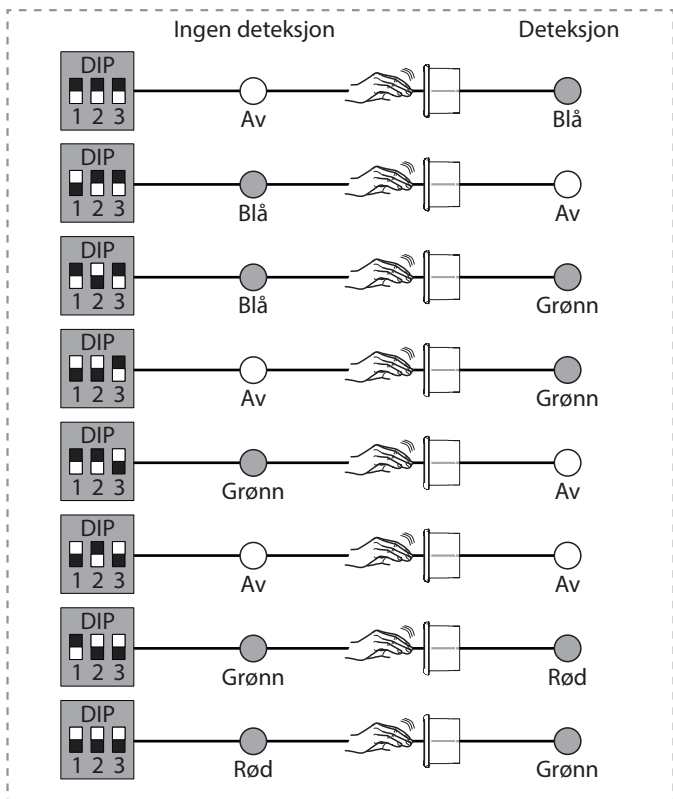 Ingen deteksjon Deteksjon
DIP
1 2 3
Av Blå
DIP
1 2 3
Blå Av
DIP
1 2 3
Blå Grønn
DIP
1 2 3
Av Grønn
DIP
1 2 3
Grønn Av
DIP
1 2 3
Av Av
DIP
1 2 3
Grønn Rød
DIP
1 2 3
Rød Grønn